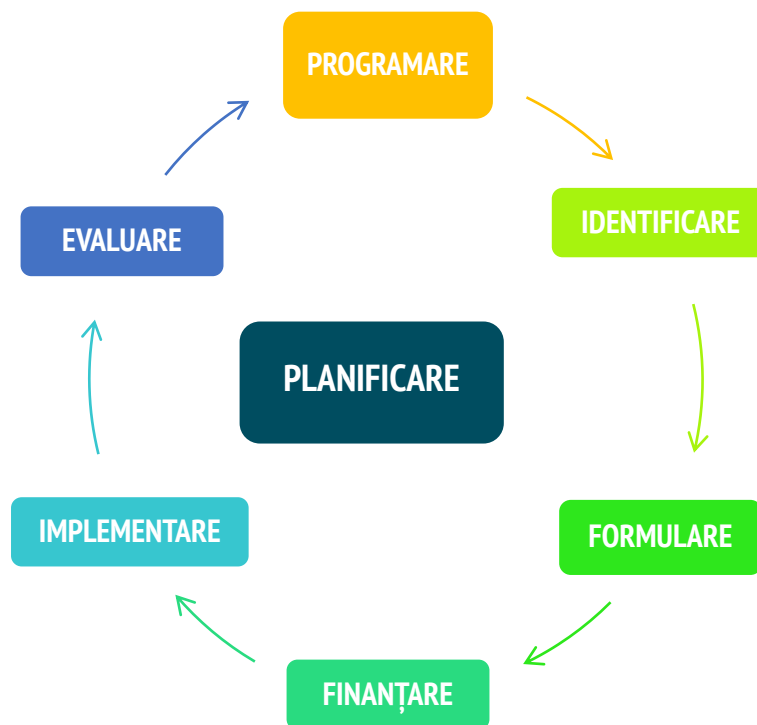 PROGRAMARE
IDENTIFICARE
EVALUARE
PLANIFICARE
IMPLEMENTARE
FORMULARE
FINANȚARE